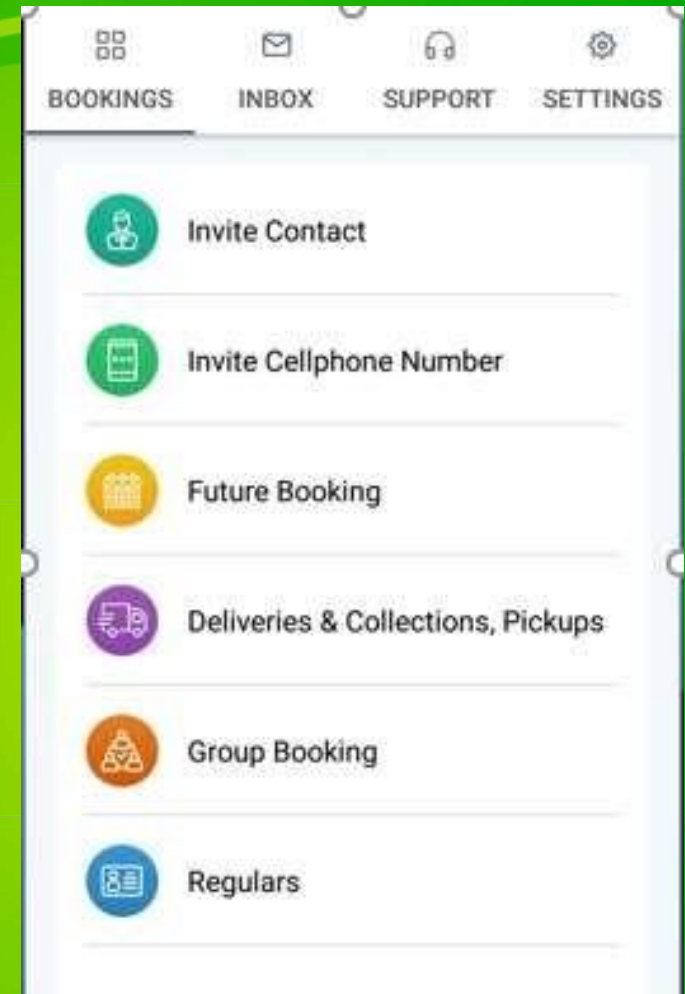 BOOKINGS INBOX SUPPORT SETTINGS
Invite Contact
Invite Cellphone Number
Future Booking
Deliveries & Collections, Pickups
Group Booking
Regulars